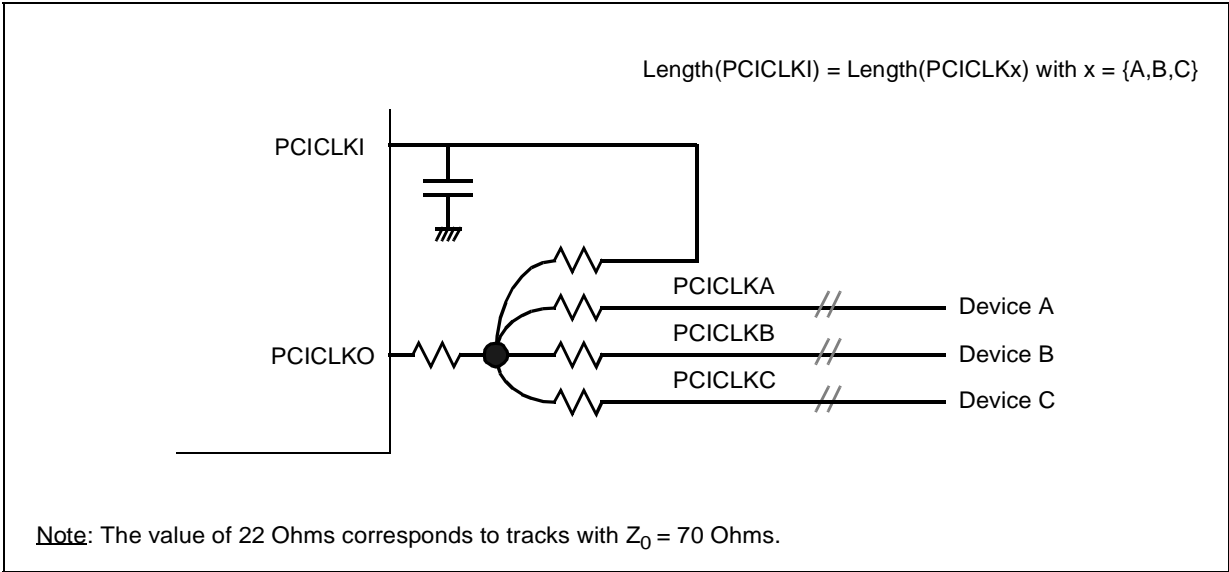 Length(PCICLKI) = Length(PCICLKx) with x = {A,B,C}
PCICLKI
PCICLKA
Device A
PCICLKO
PCICLKB
Device B
PCICLKC
Device C
Note: The value of 22 Ohms corresponds to tracks with Z0 = 70 Ohms.